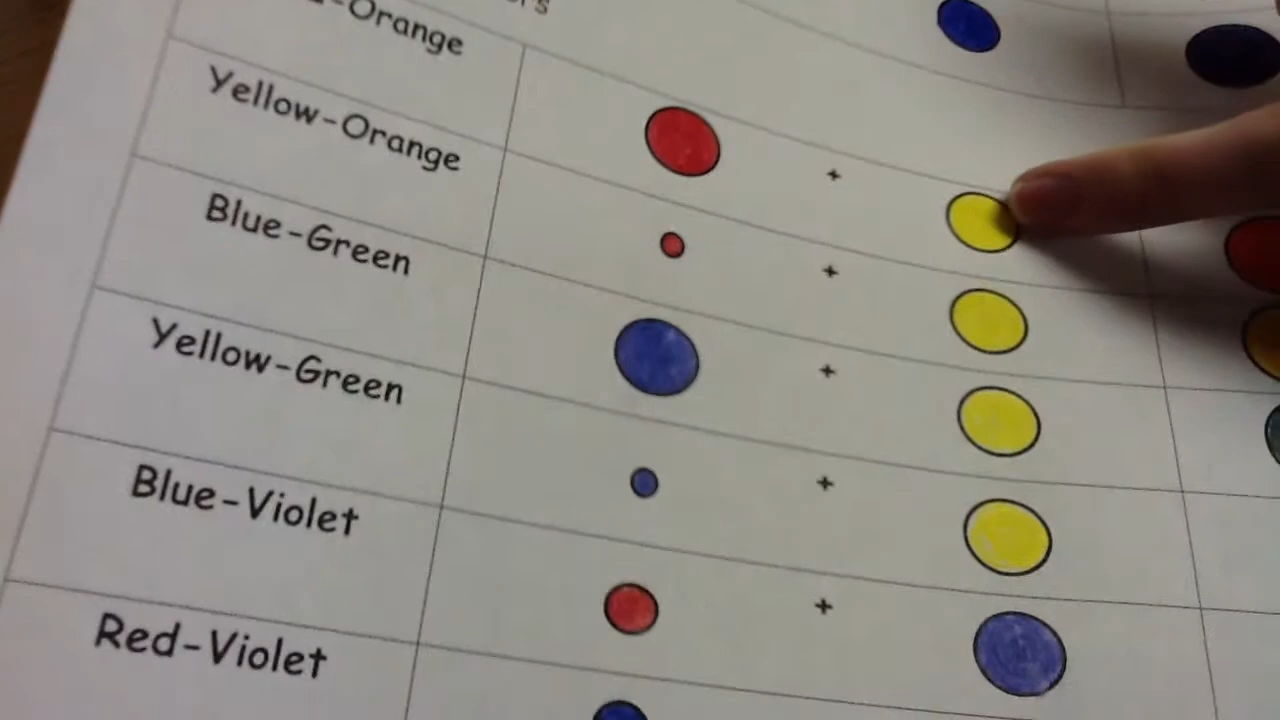 -Orange
Yellow-Orange
+
Blue-Green
+
Yellow-Green
+
Blue-Violet
+
Red-Violet
+